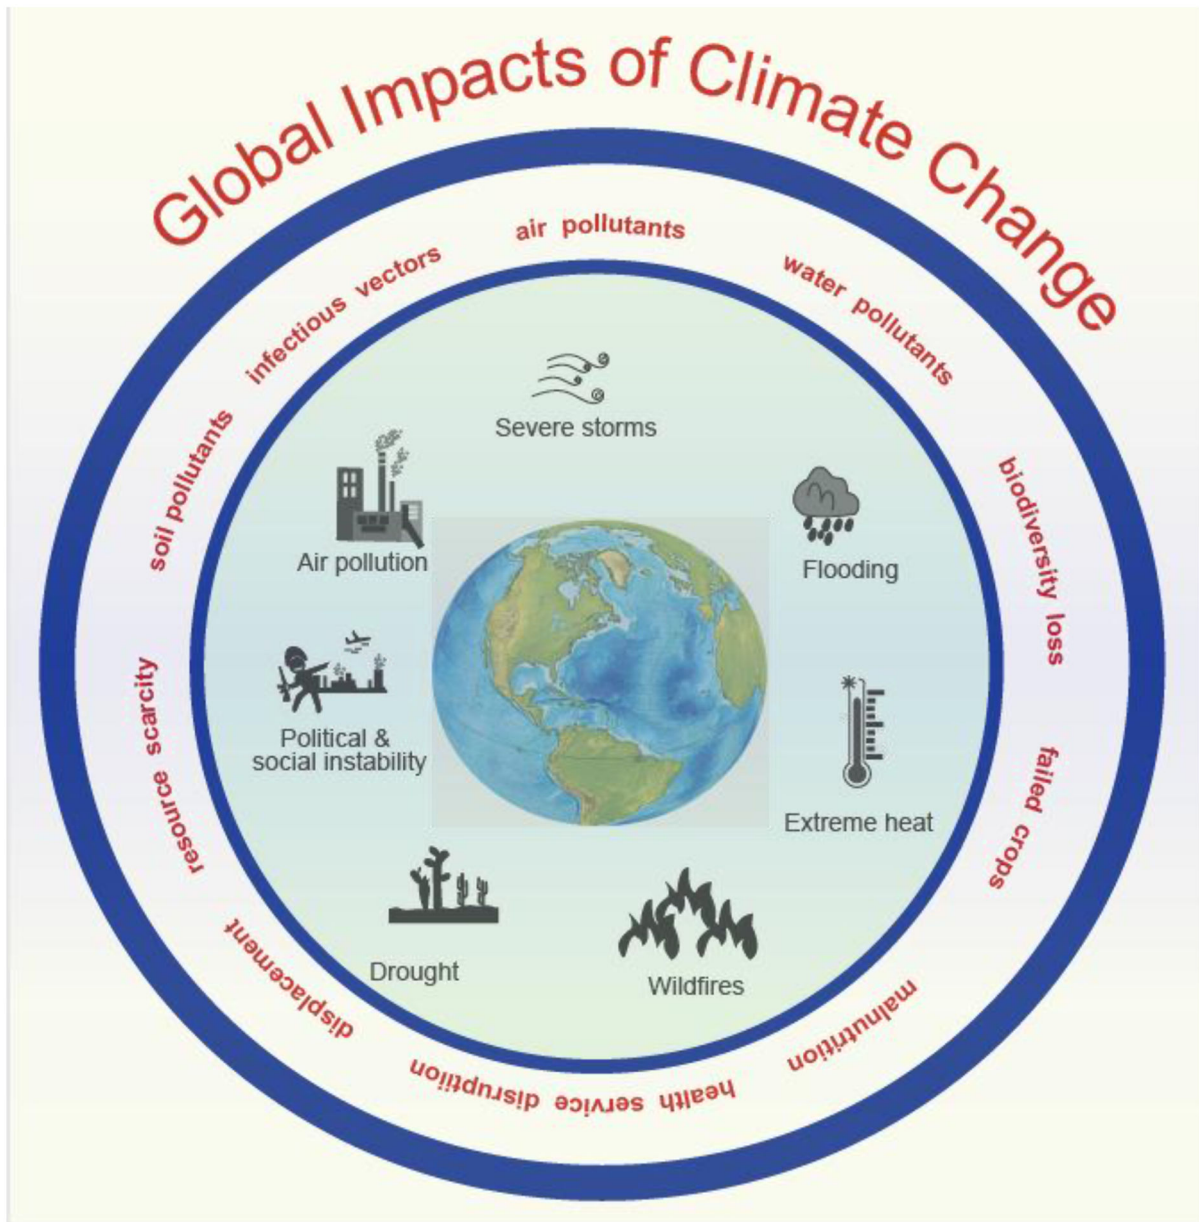 Global Impacts of Climate Change
air pollutants
water pollutants
biodiversity loss
failed crops
malnutrition
health service disruption
displacement
resource scarcity
soil pollutants
infectious vectors
Severe storms
Flooding
Extreme heat
Wildfires
Drought
Political &
social instability
Air pollution